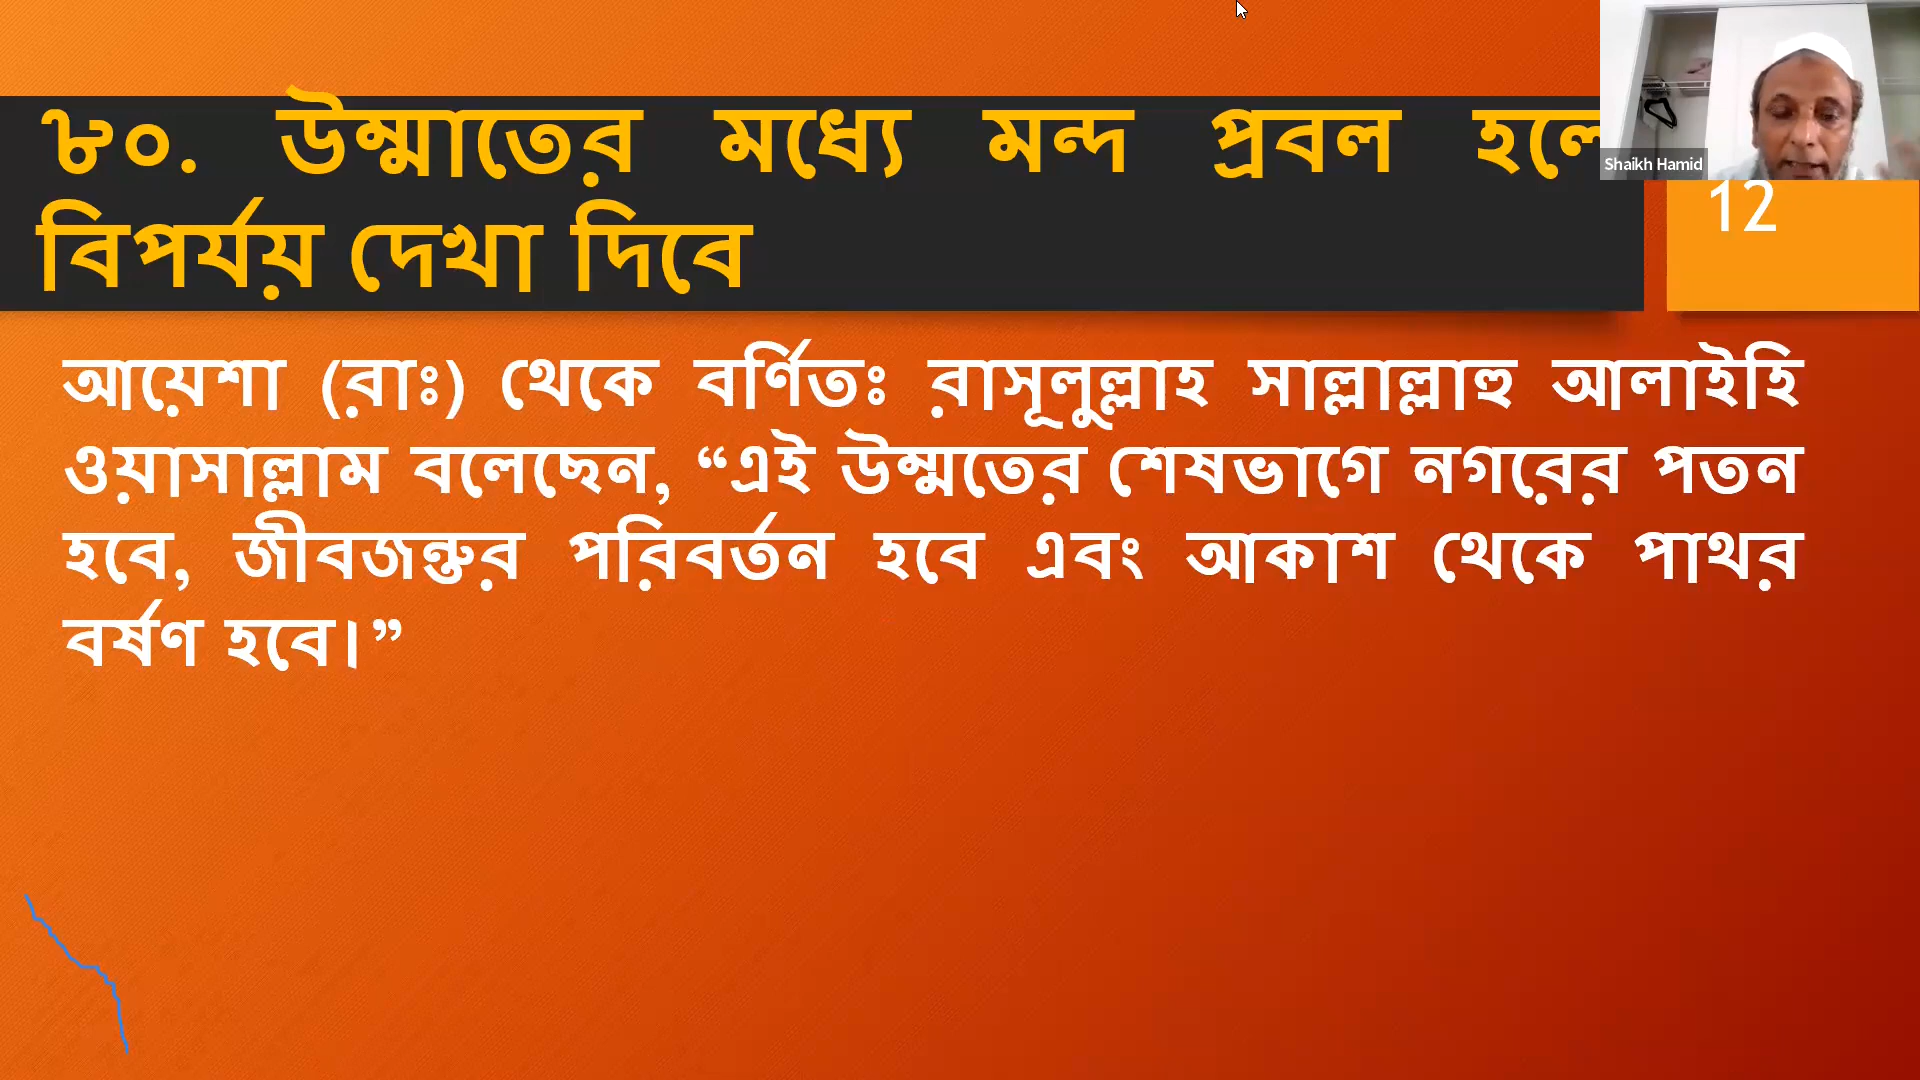 ৮০. উম্মাতের মধ্যে মন্দ প্রবল হলে
বিপর্যয় দেখা দিবে
Shaikh Hamid
12
আয়েশা (রাঃ) থেকে বর্ণিতঃ রাসূলুল্লাহ সাল্লাল্লাহু আলাইহি
ওয়াসাল্লাম বলেছেন, “এই উম্মতের শেষভাগে নগরের পতন
হবে, জীবজন্তুর পরিবর্তন হবে এবং আকাশ থেকে পাথর
বর্ষণ হবে।”